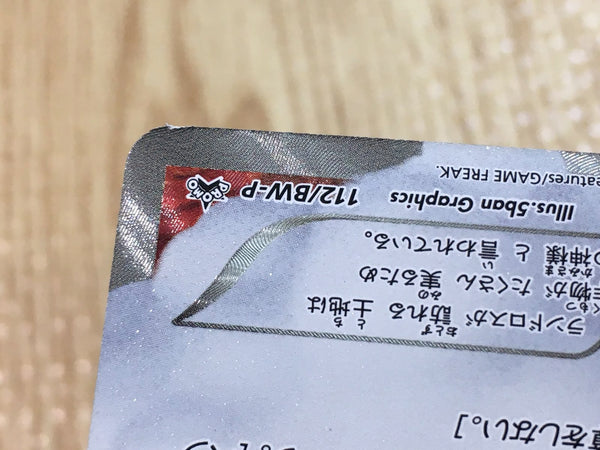 をしない。]
ランドロスが 訪れる 土地は
物が たくさん 実るため
の神様 と 言われている。
Illus.5ban Graphics 112/BW-P PROMO
eatures/GAME FREAK.